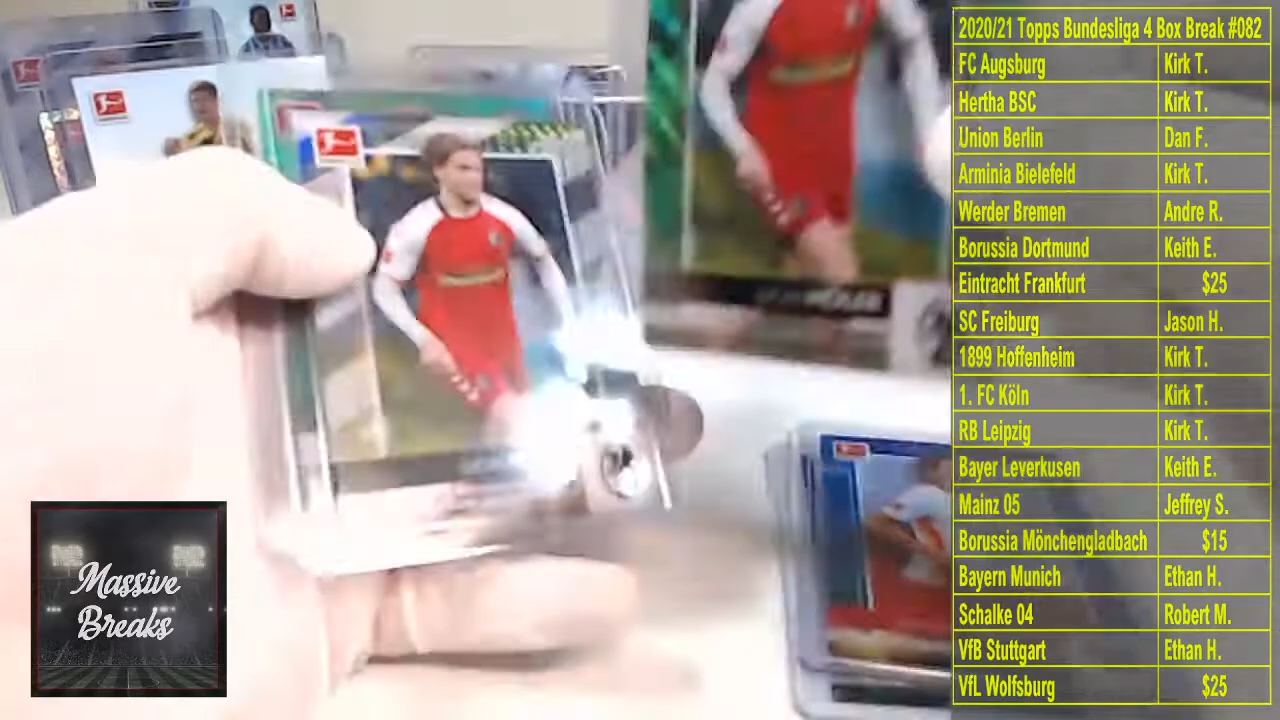 2020/21 Topps Bundesliga 4 Box Break #082
FC Augsburg Kirk T.
Hertha BSC Kirk T.
Union Berlin Dan F.
Arminia Bielefeld Kirk T.
Werder Bremen Andre R.
Borussia Dortmund Keith E.
Eintracht Frankfurt $25
SC Freiburg Jason H.
1899 Hoffenheim Kirk T.
1. FC Köln Kirk T.
RB Leipzig Kirk T.
Bayer Leverkusen Keith E.
Mainz 05 Jeffrey S.
Borussia Mönchengladbach $15
Bayern Munich Ethan H.
Schalke 04 Robert M.
VfB Stuttgart Ethan H.
VfL Wolfsburg $25
Massive
Breaks